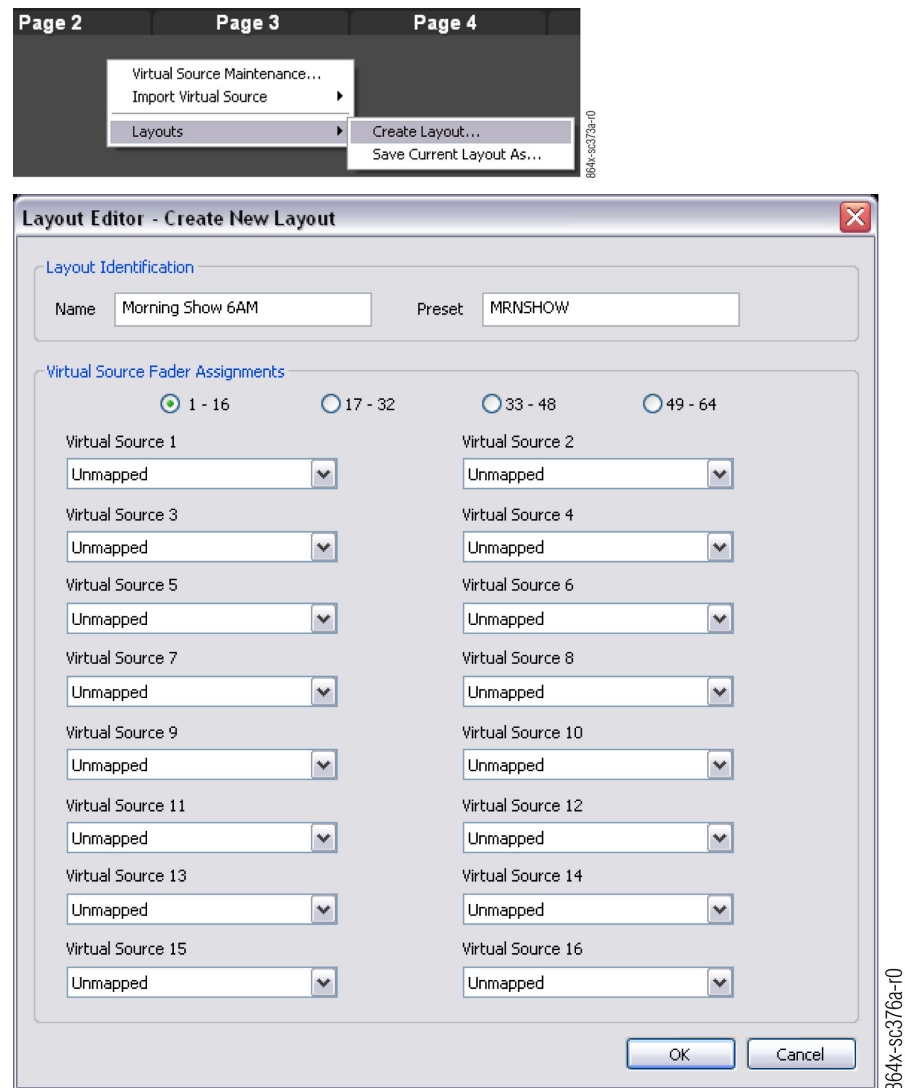 Page 2 Page 3 Page 4
Virtual Source Maintenance...
Import Virtual Source
Layouts
Create Layout...
Save Current Layout As...
864x-sc373a-r0
Layout Editor - Create New Layout
Layout Identification
Name Morning Show 6AM Preset MRNSHOW
Virtual Source Fader Assignments
1 - 16 17 - 32 33 - 48 49 - 64
Virtual Source 1 Virtual Source 2
Unmapped Unmapped
Virtual Source 3 Virtual Source 4
Unmapped Unmapped
Virtual Source 5 Virtual Source 6
Unmapped Unmapped
Virtual Source 7 Virtual Source 8
Unmapped Unmapped
Virtual Source 9 Virtual Source 10
Unmapped Unmapped
Virtual Source 11 Virtual Source 12
Unmapped Unmapped
Virtual Source 13 Virtual Source 14
Unmapped Unmapped
Virtual Source 15 Virtual Source 16
Unmapped Unmapped
OK Cancel
864x-sc376a-r0